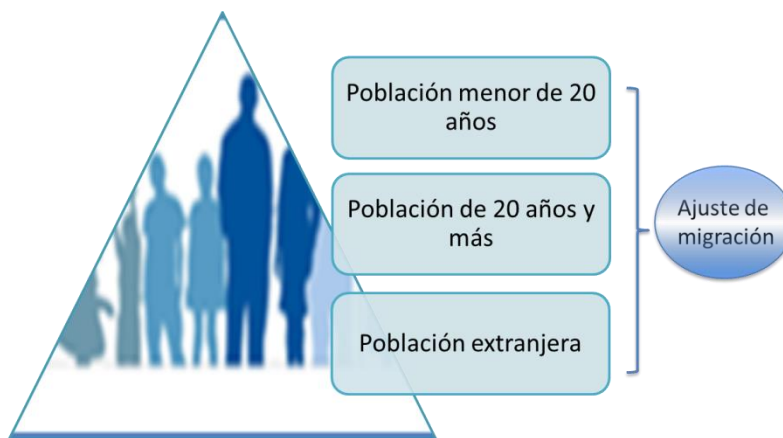 Población menor de 20
años
Población de 20 años y
más
Población extranjera
Ajuste de
migración